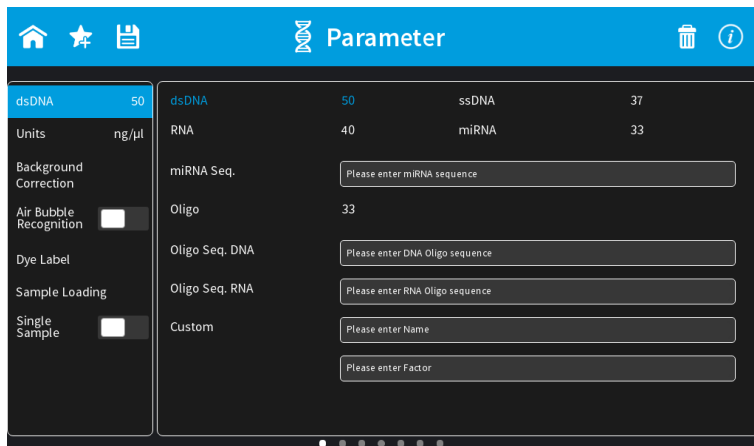 Parameter
dsDNA 50
Units ng/µl
Background
Correction
Air Bubble
Recognition
Dye Label
Sample Loading
Single
Sample
dsDNA 50 ssDNA 37
RNA 40 miRNA 33
miRNA Seq. Please enter miRNA sequence
Oligo 33
Oligo Seq. DNA Please enter DNA Oligo sequence
Oligo Seq. RNA Please enter RNA Oligo sequence
Custom Please enter Name
Please enter Factor